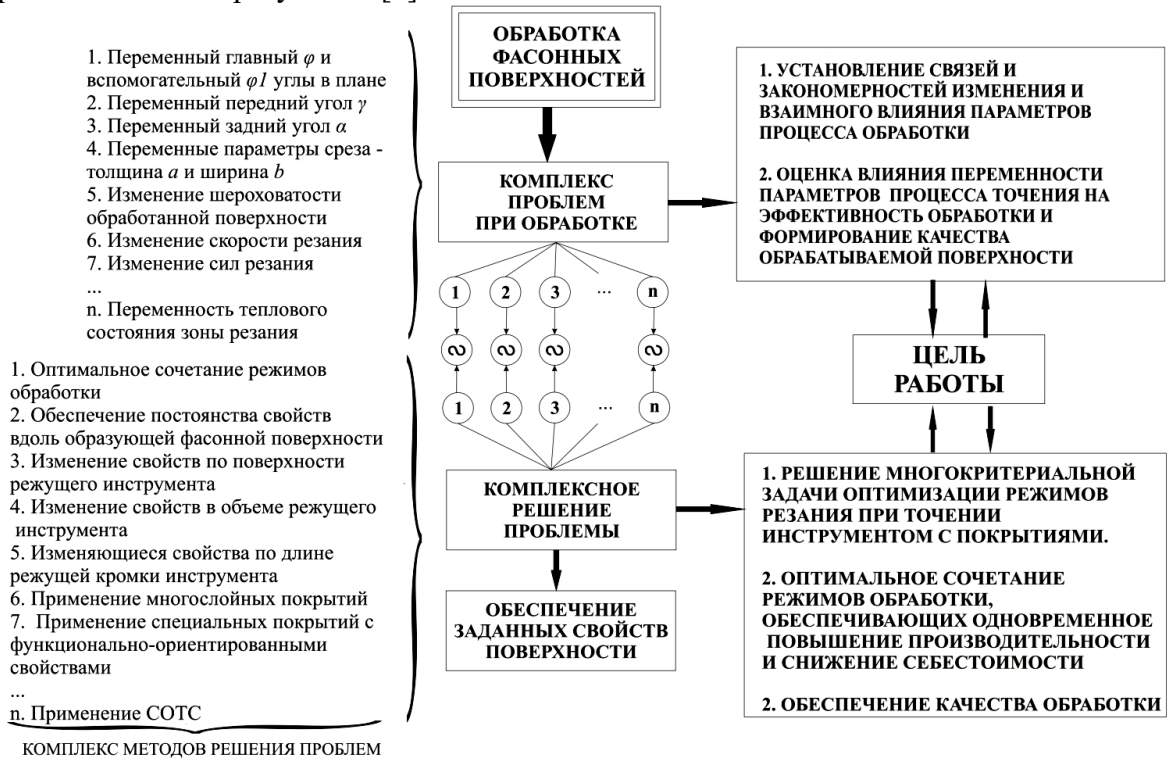 1. Переменный главный φ и
вспомогательный φ1 углы в плане
2. Переменный передний угол γ
3. Переменный задний угол α
4. Переменные параметры среза -
толщина a и ширина b
5. Изменение шероховатости
обработанной поверхности
6. Изменение скорости резания
7. Изменение сил резания
...
n. Переменность теплового
состояния зоны резания
1. Оптимальное сочетание режимов
обработки
2. Обеспечение постоянства свойств
вдоль образующей фасонной поверхности
3. Изменение свойств по поверхности
режущего инструмента
4. Изменение свойств в объеме режущего
инструмента
5. Изменяющиеся свойства по длине
режущей кромки инструмента
6. Применение многослойных покрытий
7. Применение специальных покрытий с
функционально-ориентированными
свойствами
...
n. Применение СОТС
КОМПЛЕКС МЕТОДОВ РЕШЕНИЯ ПРОБЛЕМ
ОБРАБОТКА
ФАСОННЫХ
ПОВЕРХНОСТЕЙ
КОМПЛЕКС
ПРОБЛЕМ
ПРИ ОБРАБОТКЕ
1 2 3 ... n
1 2 3 ... n
КОМПЛЕКСНОЕ
РЕШЕНИЕ
ПРОБЛЕМЫ
ОБЕСПЕЧЕНИЕ
ЗАДАННЫХ СВОЙСТВ
ПОВЕРХНОСТИ
1. УСТАНОВЛЕНИЕ СВЯЗЕЙ И
ЗАКОНОМЕРНОСТЕЙ ИЗМЕНЕНИЯ И
ВЗАИМНОГО ВЛИЯНИЯ ПАРАМЕТРОВ
ПРОЦЕССА ОБРАБОТКИ
2. ОЦЕНКА ВЛИЯНИЯ ПЕРЕМЕННОСТИ
ПАРАМЕТРОВ ПРОЦЕССА ТОЧЕНИЯ НА
ЭФФЕКТИВНОСТЬ ОБРАБОТКИ И
ФОРМИРОВАНИЕ КАЧЕСТВА
ОБРАБАТЫВАЕМОЙ ПОВЕРХНОСТИ
ЦЕЛЬ
РАБОТЫ
1. РЕШЕНИЕ МНОГОКРИТЕРИАЛЬНОЙ
ЗАДАЧИ ОПТИМИЗАЦИИ РЕЖИМОВ
РЕЗАНИЯ ПРИ ТОЧЕНИИ
ИНСТРУМЕНТОМ С ПОКРЫТИЯМИ.
2. ОПТИМАЛЬНОЕ СОЧЕТАНИЕ
РЕЖИМОВ ОБРАБОТКИ,
ОБЕСПЕЧИВАЮЩИХ ОДНОВРЕМЕННОЕ
ПОВЫШЕНИЕ ПРОИЗВОДИТЕЛЬНОСТИ
И СНИЖЕНИЕ СЕБЕСТОИМОСТИ
2. ОБЕСПЕЧЕНИЕ КАЧЕСТВА ОБРАБОТКИ